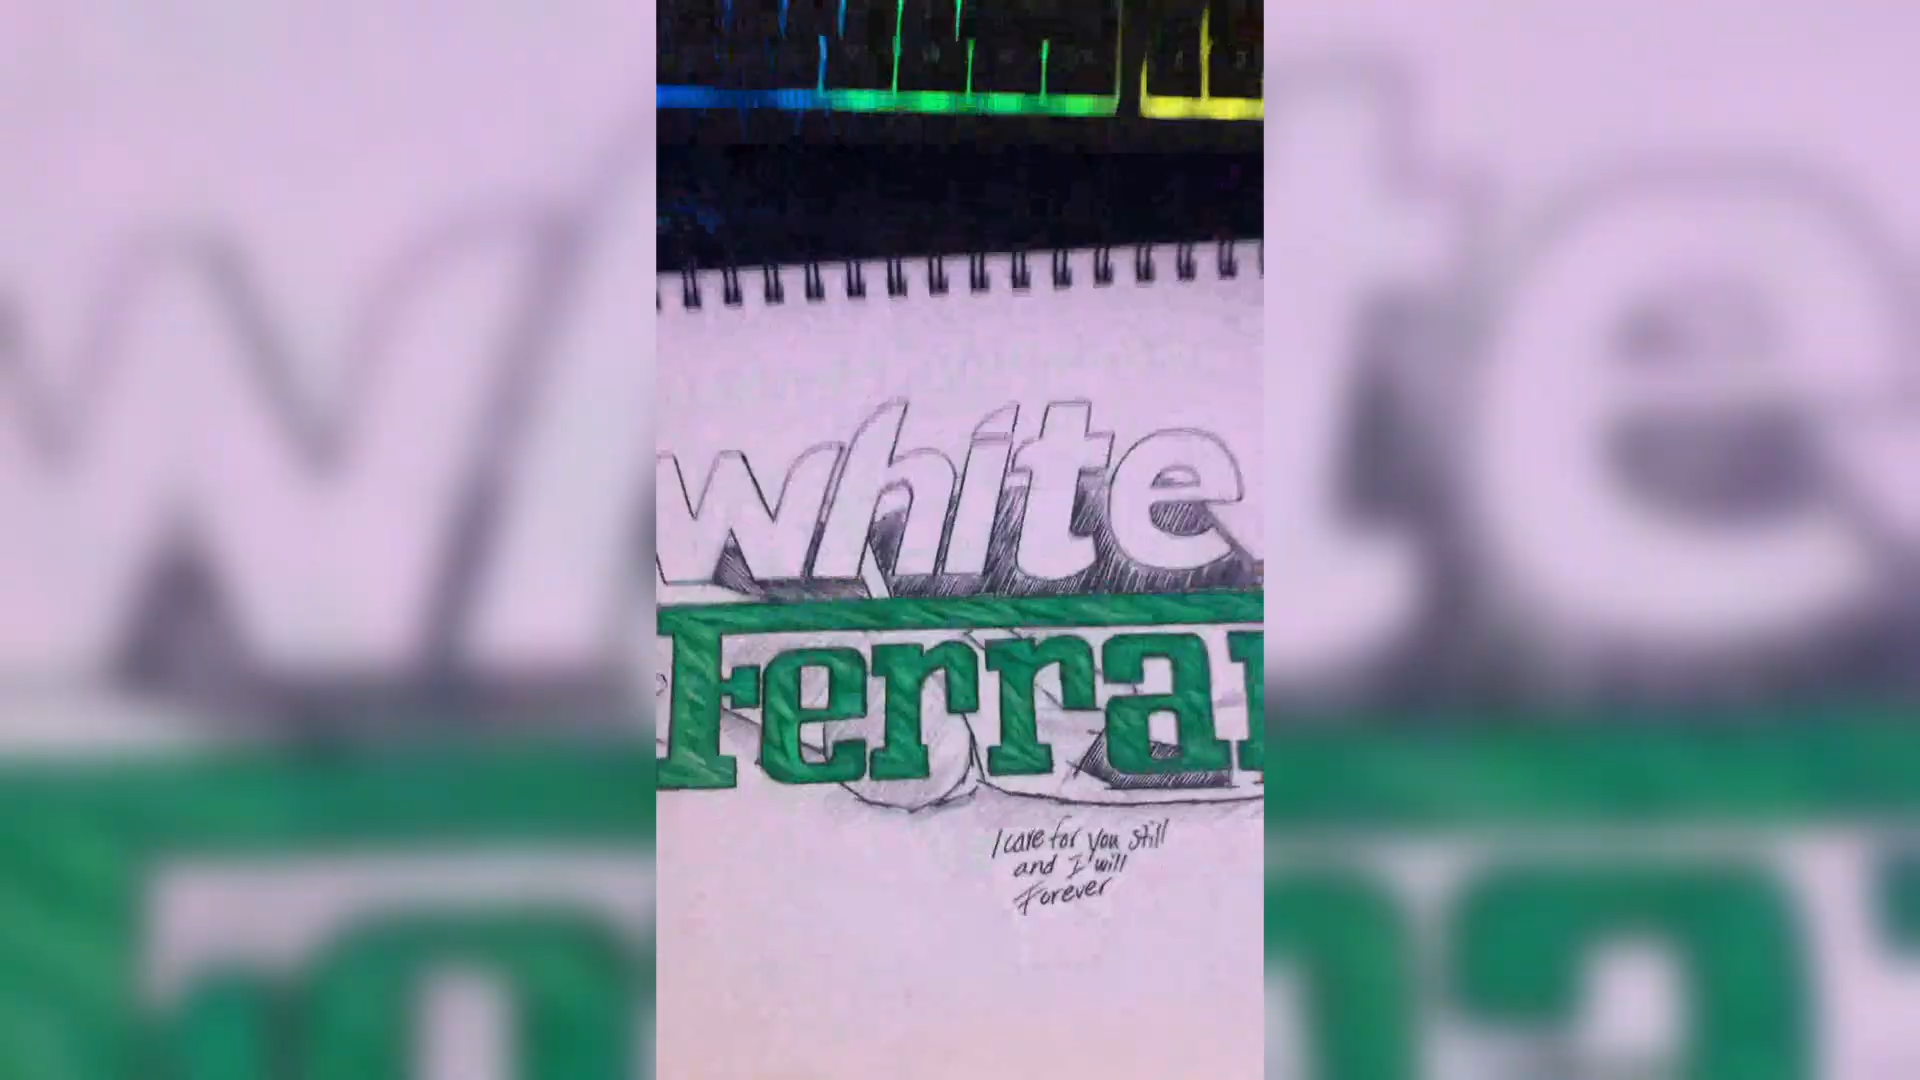 white
Ferrar
I care for you still
and I will
Forever